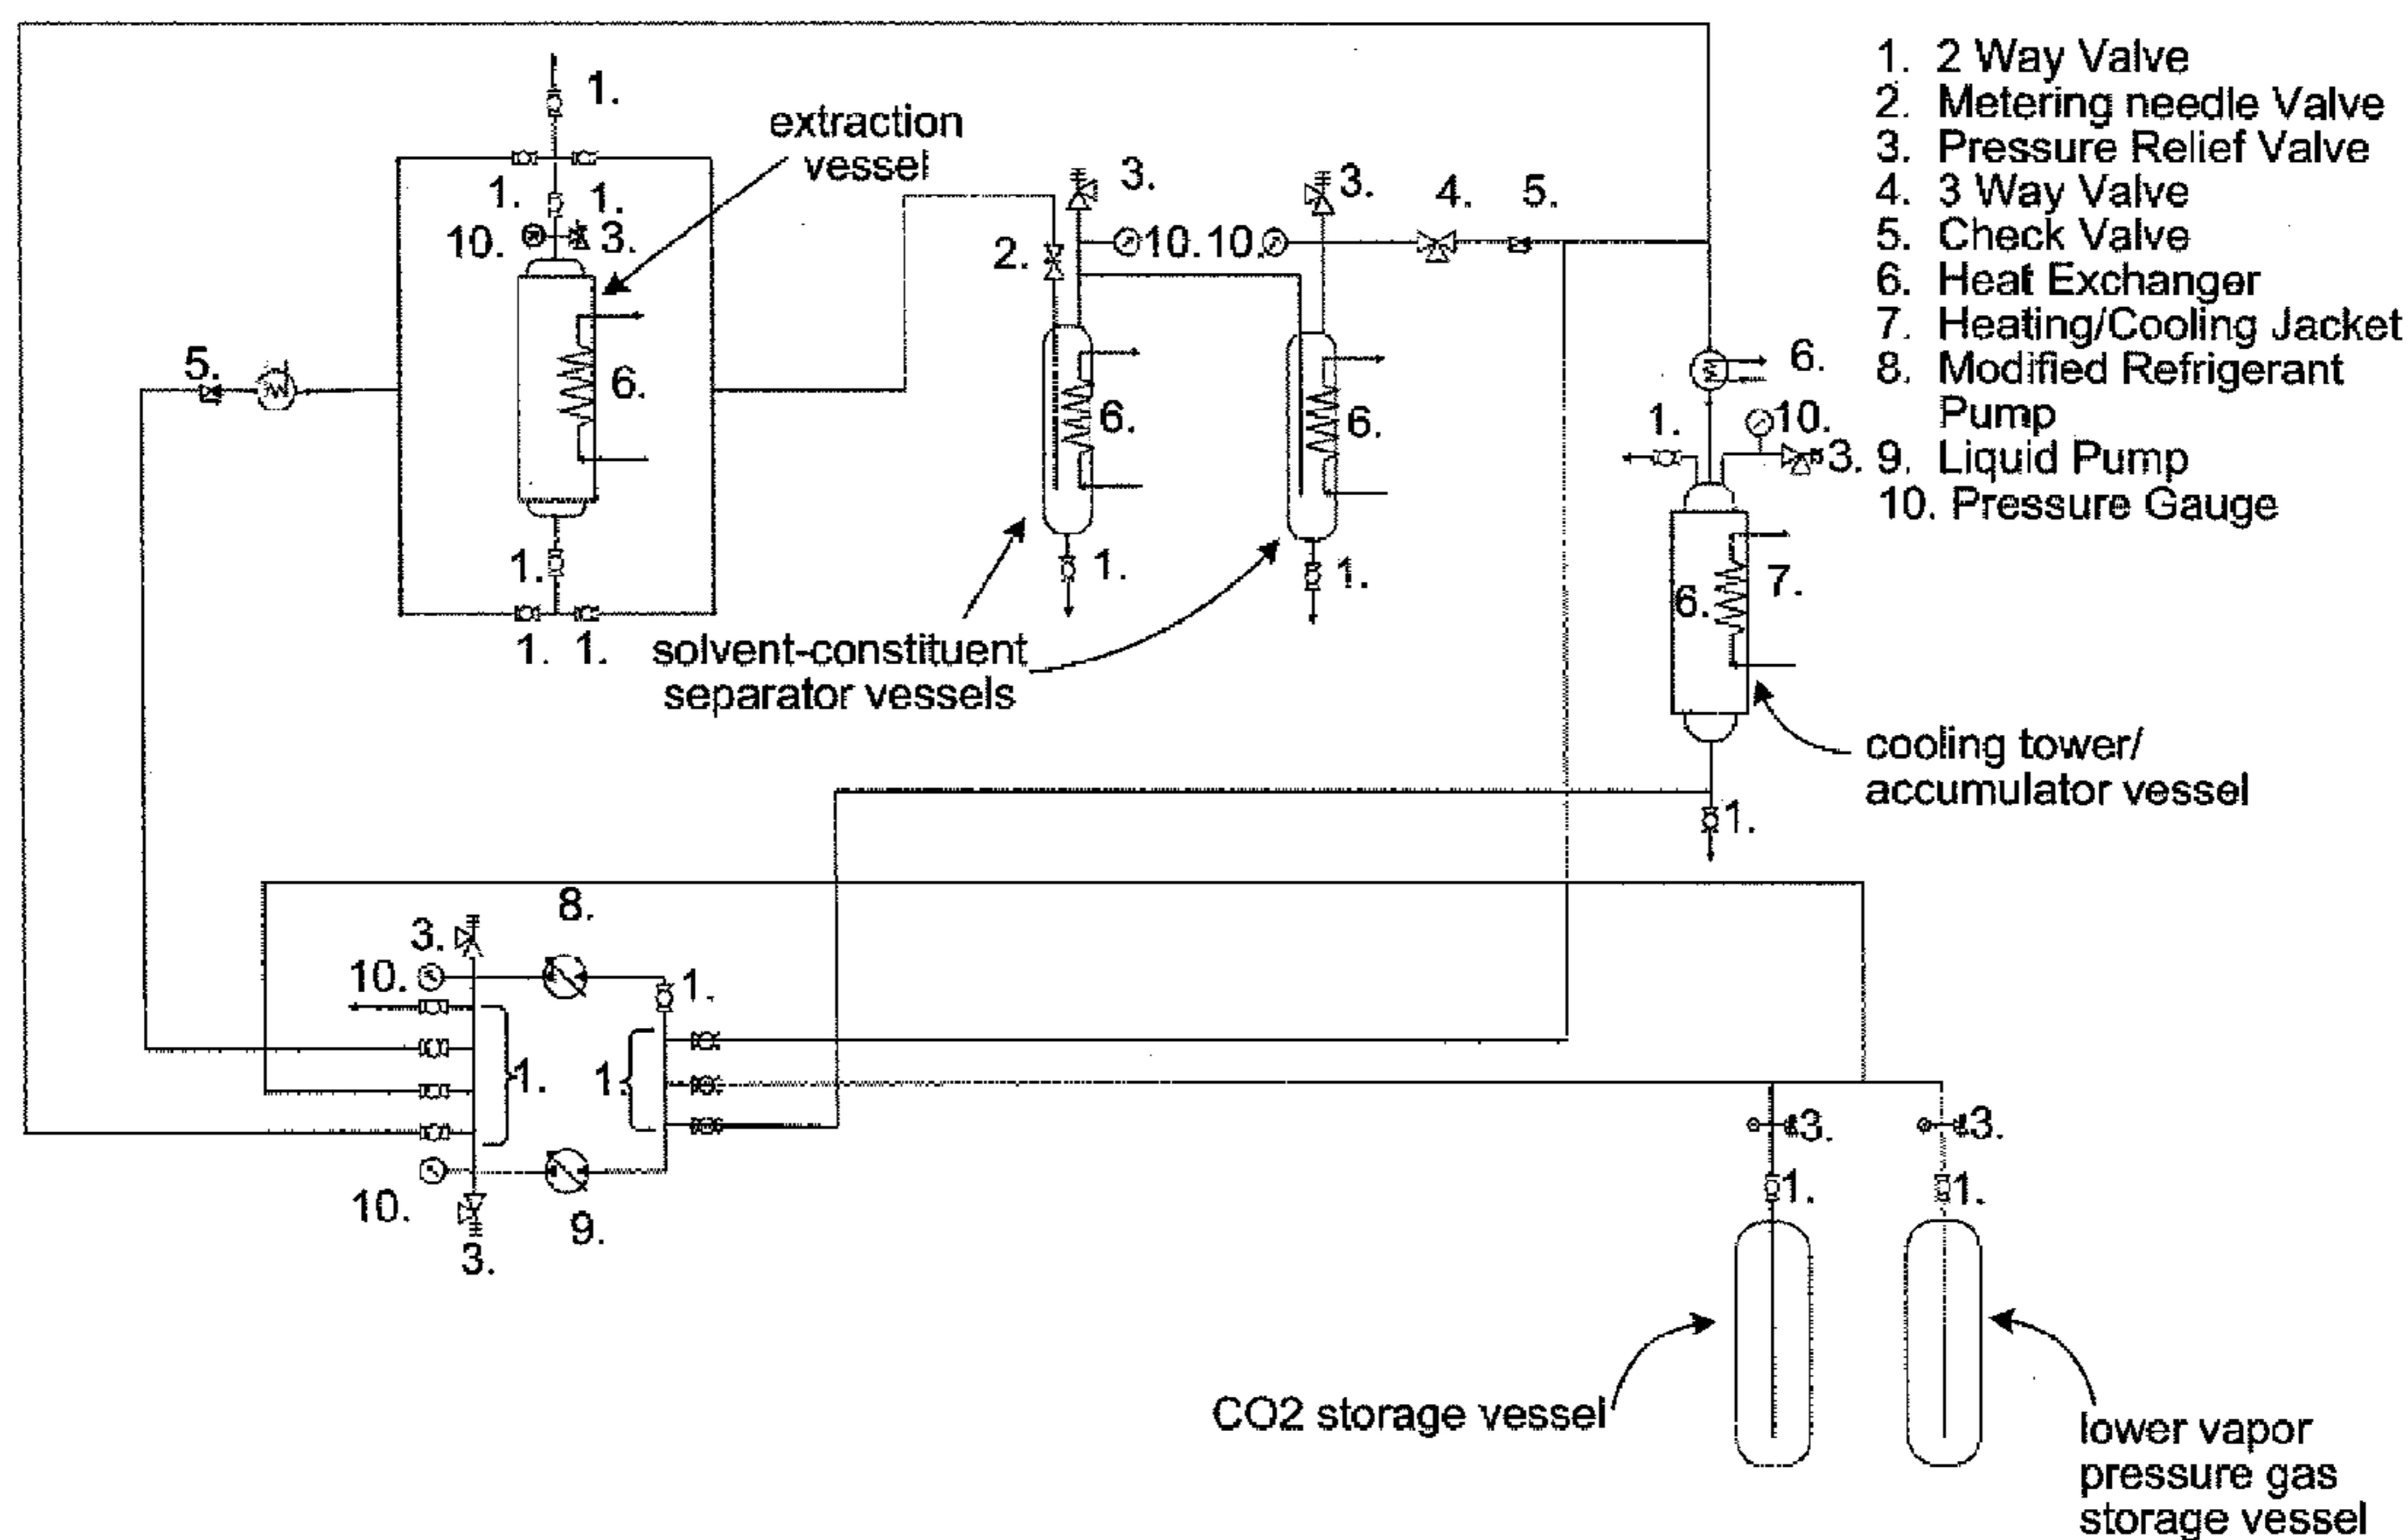 1. 2 Way Valve
2. Metering needle Valve
3. Pressure Relief Valve
4. 3 Way Valve
5. Check Valve
6. Heat Exchanger
7. Heating/Cooling Jacket
8. Modified Refrigerant
Pump
9. Liquid Pump
10. Pressure Gauge
1.
extraction
vessel
1. 1.
10. 3.
6.
5.
1.
1. 1.
3. 3.
4. 5.
2. 10. 10.
6. 6.
1. 1.
solvent-constituent
separator vessels
6.
1. 10.
3.
6. 7.
cooling tower/
accumulator vessel
1.
8.
3.
10. 1.
1. 1.
10. 9.
3.
3. 3.
1. 1.
CO2 storage vessel
lower vapor
pressure gas
storage vessel